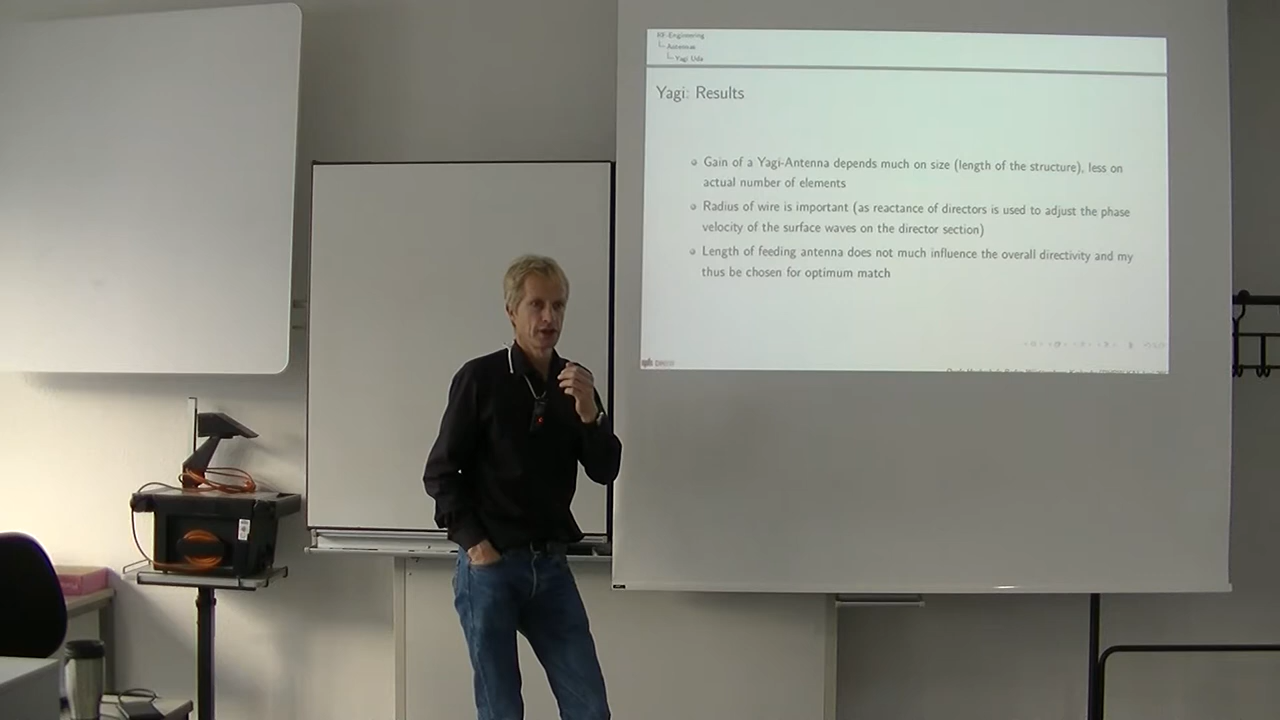 RF-Engineering
Antennas
Yagi Uda
Yagi: Results
Gain of a Yagi-Antenna depends much on size (length of the structure), less on
actual number of elements
Radius of wire is important (as reactance of directors is used to adjust the phase
velocity of the surface waves on the director section)
Length of feeding antenna does not much influence the overall directivity and my
thus be chosen for optimum match